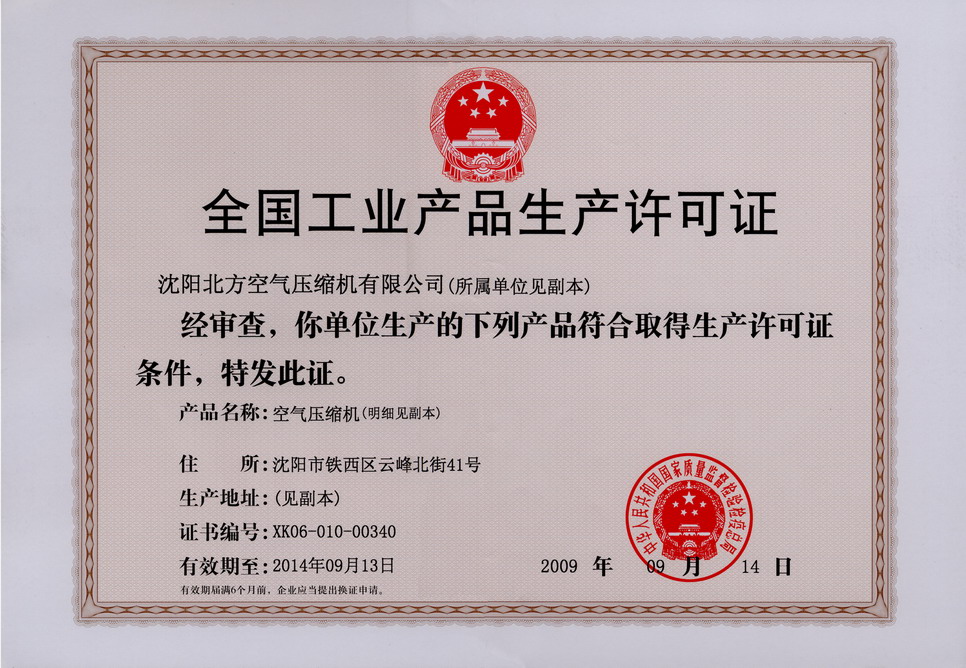 全国工业产品生产许可证
沈阳北方空气压缩机有限公司(所属单位见副本)
经审查，你单位生产的下列产品符合取得生产许可证
条件，特发此证。
产品名称：空气压缩机(明细见副本)
住 所：沈阳市铁西区云峰北街41号
生产地址：(见副本)
证书编号：XK06-010-00340
有效期至：2014年09月13日
有效期届满6个月前，企业应当提出换证申请。
中华人民共和国国家质量监督检验检疫总局
2009 年 09 月 14 日